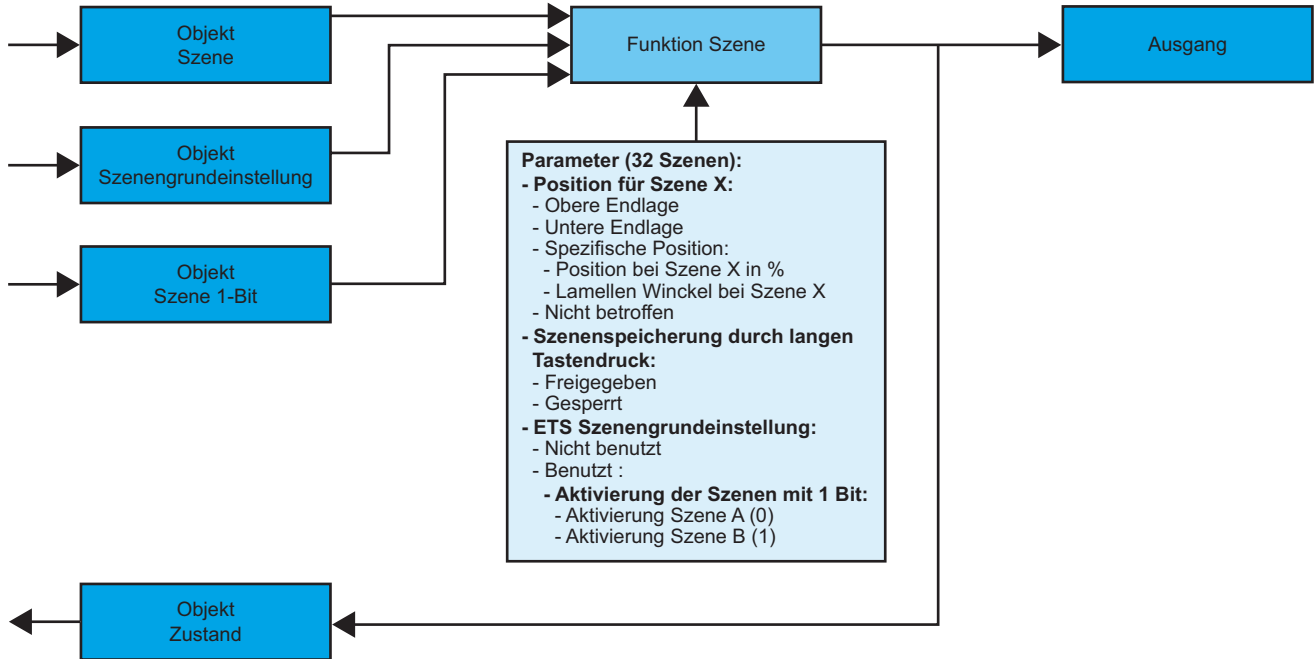 Objekt
Szene
Funktion Szene
Ausgang
Objekt
Szenengrundeinstellung
Objekt
Szene 1-Bit
Parameter (32 Szenen):
- Position für Szene X:
- Obere Endlage
- Untere Endlage
- Spezifische Position:
- Position bei Szene X in %
- Lamellen Winckel bei Szene X
- Nicht betroffen
- Szenenspeicherung durch langen
Tastendruck:
- Freigegeben
- Gesperrt
- ETS Szenengrundeinstellung:
- Nicht benutzt
- Benutzt :
- Aktivierung der Szenen mit 1 Bit:
- Aktivierung Szene A (0)
- Aktivierung Szene B (1)
Objekt
Zustand